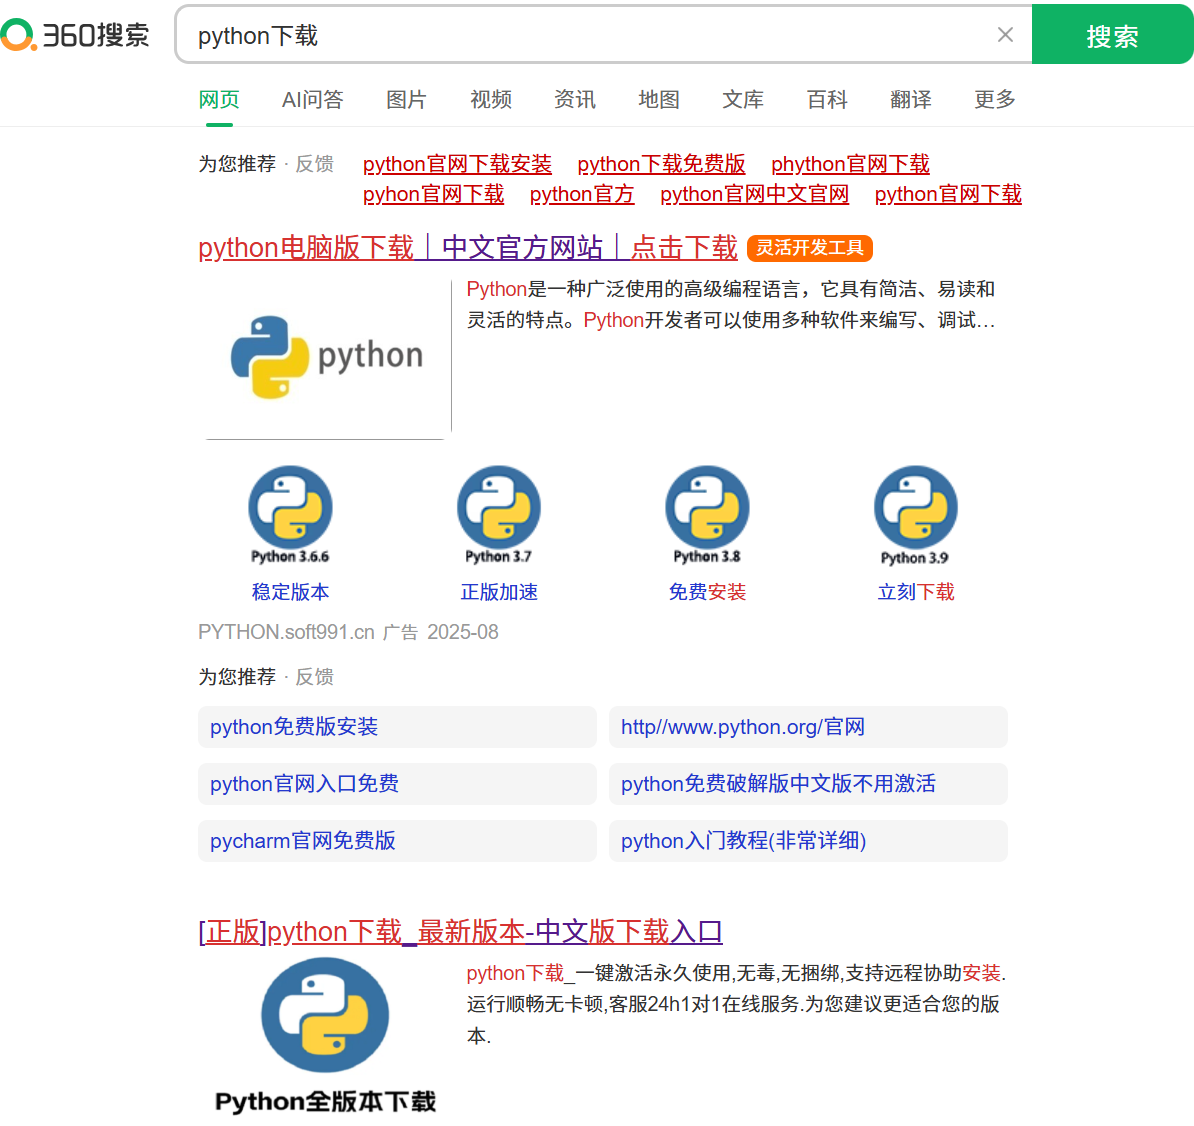 360搜索 python下载 搜索
网页 AI问答 图片 视频 资讯 地图 文库 百科 翻译 更多
为您推荐 · 反馈 python官网下载安装 python下载免费版 phython官网下载
pyhon官网下载 python官方 python官网中文官网 python官网下载
python电脑版下载｜中文官方网站｜点击下载 灵活开发工具
Python是一种广泛使用的高级编程语言，它具有简洁、易读和
灵活的特点。Python开发者可以使用多种软件来编写、调试…
python
Python 3.6.6 Python 3.7 Python 3.8 Python 3.9
稳定版本 正版加速 免费安装 立刻下载
PYTHON.soft991.cn 广告 2025-08
为您推荐 · 反馈
python免费版安装 http//www.python.org/官网
python官网入口免费 python免费破解版中文版不用激活
pycharm官网免费版 python入门教程(非常详细)
[正版]python下载_最新版本-中文版下载入口
python下载_一键激活永久使用,无毒,无捆绑,支持远程协助安装.
运行顺畅无卡顿,客服24h1对1在线服务.为您建议更适合您的版
本.
Python全版本下载